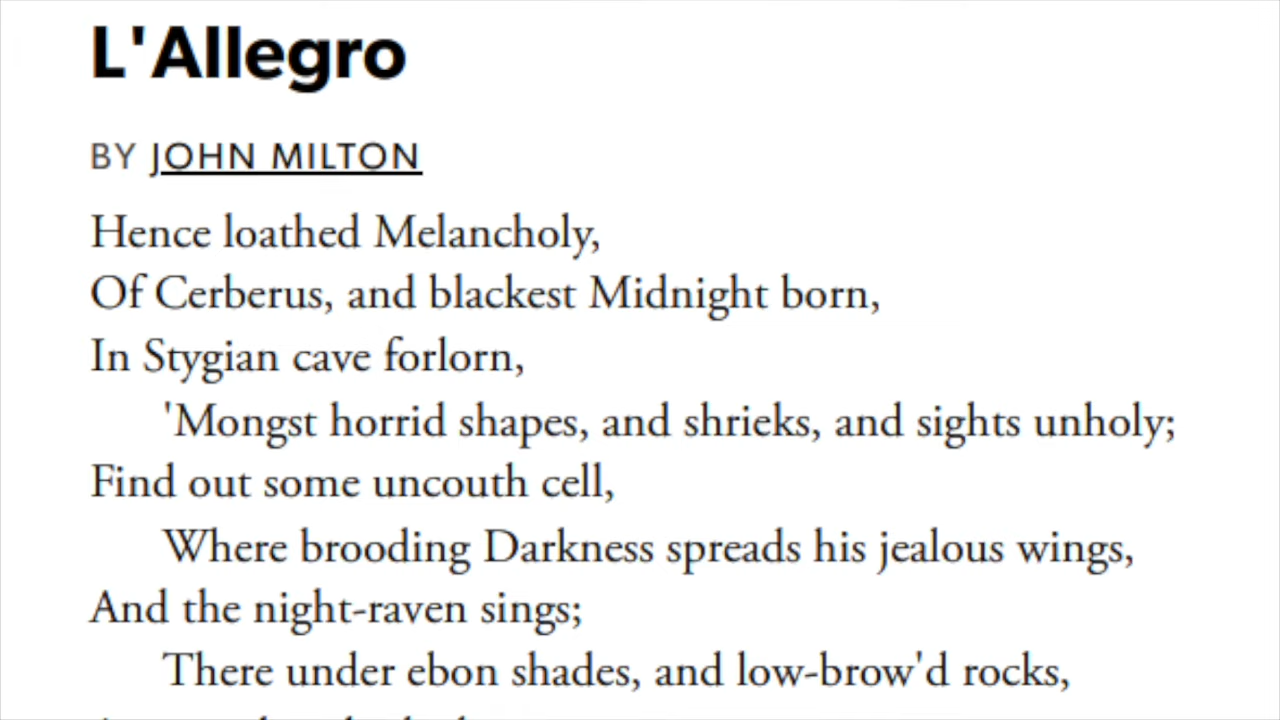 L'Allegro
BY JOHN MILTON
Hence loathed Melancholy,
Of Cerberus, and blackest Midnight born,
In Stygian cave forlorn,
'Mongst horrid shapes, and shrieks, and sights unholy;
Find out some uncouth cell,
Where brooding Darkness spreads his jealous wings,
And the night-raven sings;
There under ebon shades, and low-brow'd rocks,